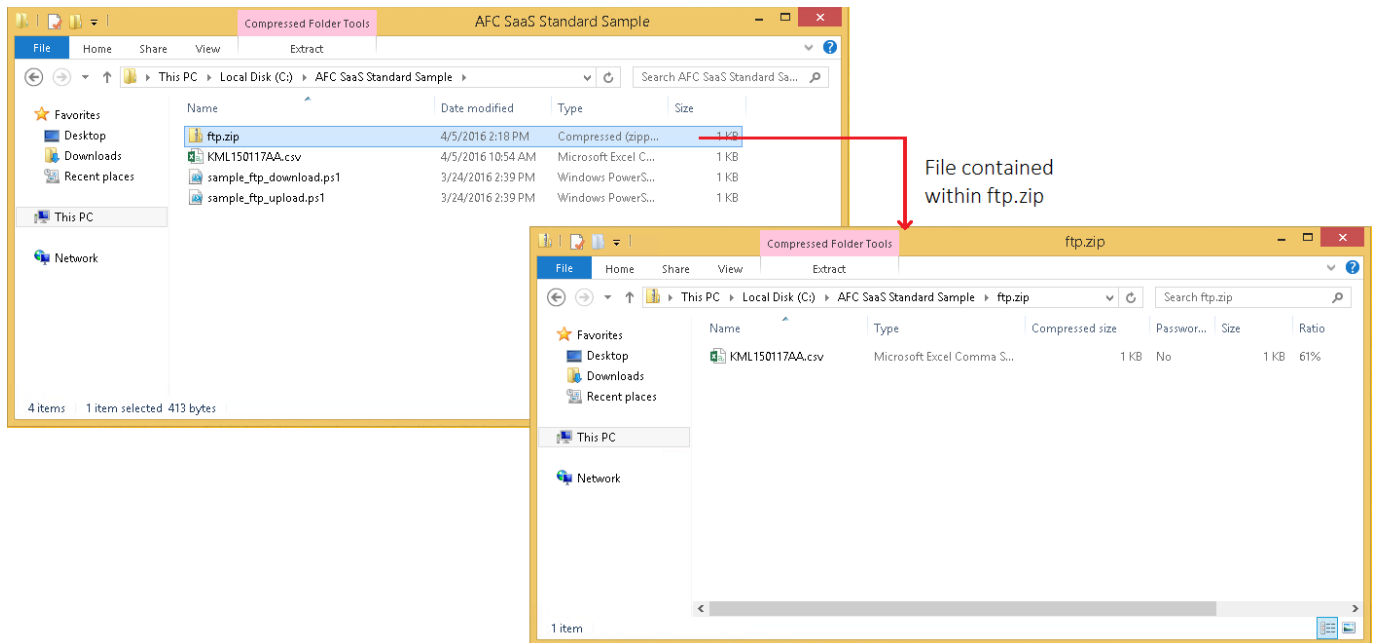 Compressed Folder Tools AFC SaaS Standard Sample
File Home Share View Extract
This PC Local Disk (C:) AFC SaaS Standard Sample Search AFC SaaS Standard Sa...
Favorites
Desktop
Downloads
Recent places
This PC
Network
Name Date modified Type Size
ftp.zip 4/5/2016 2:18 PM Compressed (zipp... 1 KB
KML150117AA.csv 4/5/2016 10:54 AM Microsoft Excel C... 1 KB
sample_ftp_download.ps1 3/24/2016 2:39 PM Windows PowerS... 1 KB
sample_ftp_upload.ps1 3/24/2016 2:39 PM Windows PowerS... 1 KB
4 items 1 item selected 413 bytes
File contained
within ftp.zip
Compressed Folder Tools ftp.zip
File Home Share View Extract
This PC Local Disk (C:) AFC SaaS Standard Sample ftp.zip Search ftp.zip
Favorites
Desktop
Downloads
Recent places
This PC
Network
Name Type Compressed size Passwor... Size Ratio
KML150117AA.csv Microsoft Excel Comma S... 1 KB No 1 KB 61%
1 item